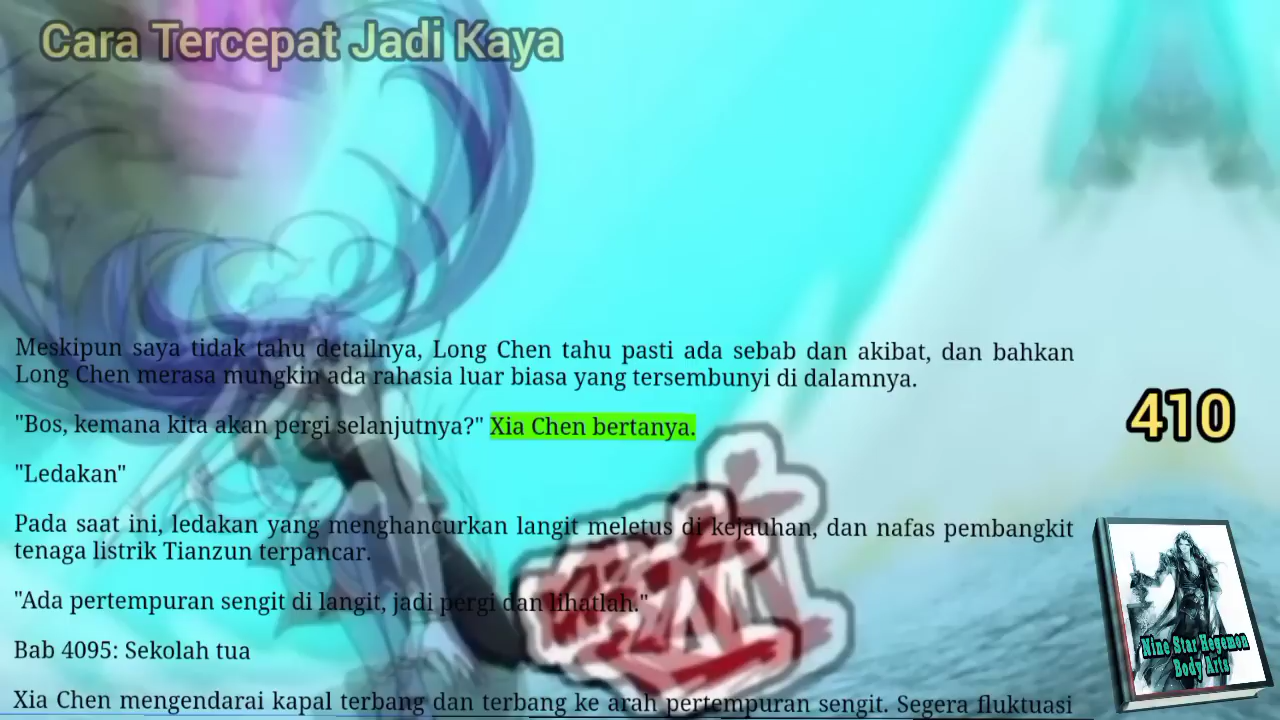 Cara Tercepat Jadi Kaya
Meskipun saya tidak tahu detailnya, Long Chen tahu pasti ada sebab dan akibat, dan bahkan
Long Chen merasa mungkin ada rahasia luar biasa yang tersembunyi di dalamnya.
"Bos, kemana kita akan pergi selanjutnya?" Xia Chen bertanya.
"Ledakan"
Pada saat ini, ledakan yang menghancurkan langit meletus di kejauhan, dan nafas pembangkit
tenaga listrik Tianzun terpancar.
"Ada pertempuran sengit di langit, jadi pergi dan lihatlah."
Bab 4095: Sekolah tua
Xia Chen mengendarai kapal terbang dan terbang ke arah pertempuran sengit. Segera fluktuasi
410
Nine Star Hegemon
Body Arts